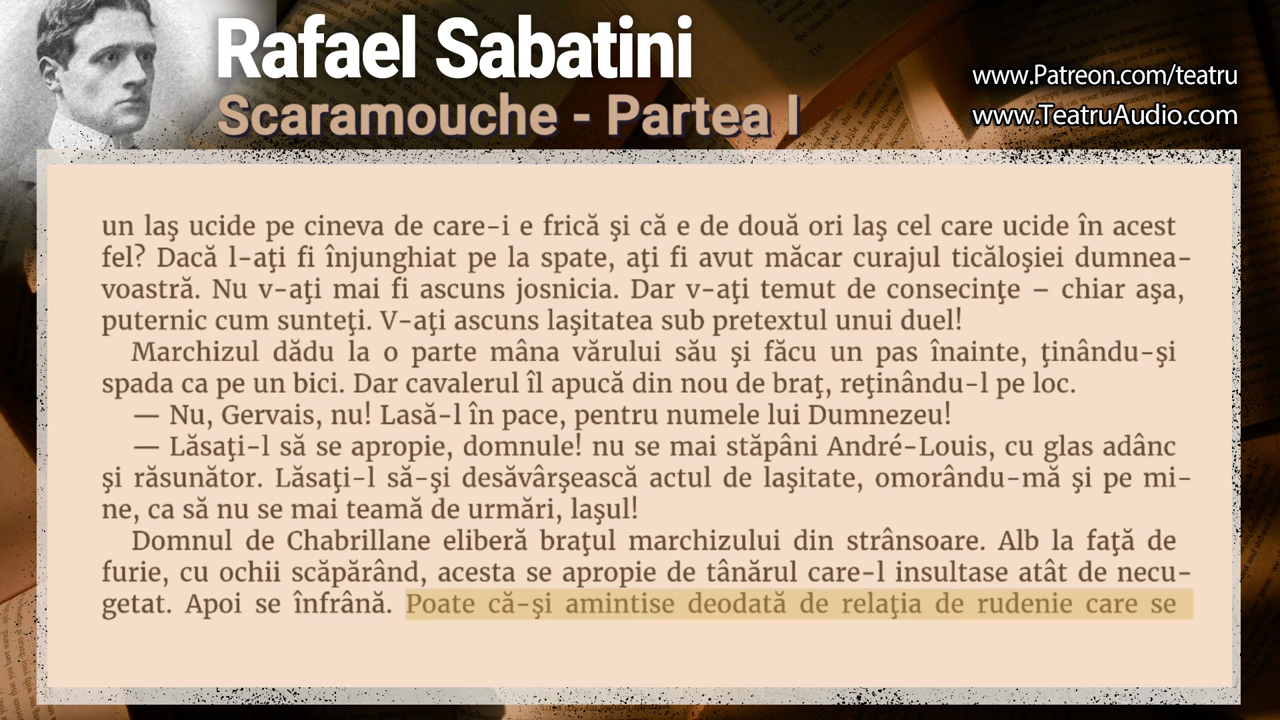 Rafael Sabatini
Scaramouche - Partea I
www.Patreon.com/teatru
www.TeatruAudio.com
un laş ucide pe cineva de care-i e frică şi că e de două ori laş cel care ucide în acest
fel? Dacă l-aţi fi înjunghiat pe la spate, aţi fi avut măcar curajul ticăloşiei dumnea-
voastră. Nu v-aţi mai fi ascuns josnicia. Dar v-aţi temut de consecinţe – chiar aşa,
puternic cum sunteţi. V-aţi ascuns laşitatea sub pretextul unui duel!
Marchizul dădu la o parte mâna vărului său şi făcu un pas înainte, ţinându-şi
spada ca pe un bici. Dar cavalerul îl apucă din nou de braţ, reţinându-l pe loc.
— Nu, Gervais, nu! Lasă-l în pace, pentru numele lui Dumnezeu!
— Lăsaţi-l să se apropie, domnule! nu se mai stăpâni André-Louis, cu glas adânc
şi răsunător. Lăsaţi-l să-şi desăvârşească actul de laşitate, omorându-mă şi pe mi-
ne, ca să nu se mai teamă de urmări, laşul!
Domnul de Chabrillane eliberă braţul marchizului din strânsoare. Alb la faţă de
furie, cu ochii scăpărând, acesta se apropie de tânărul care-l insultase atât de necu-
getat. Apoi se înfrână. Poate că-şi amintise deodată de relaţia de rudenie care se